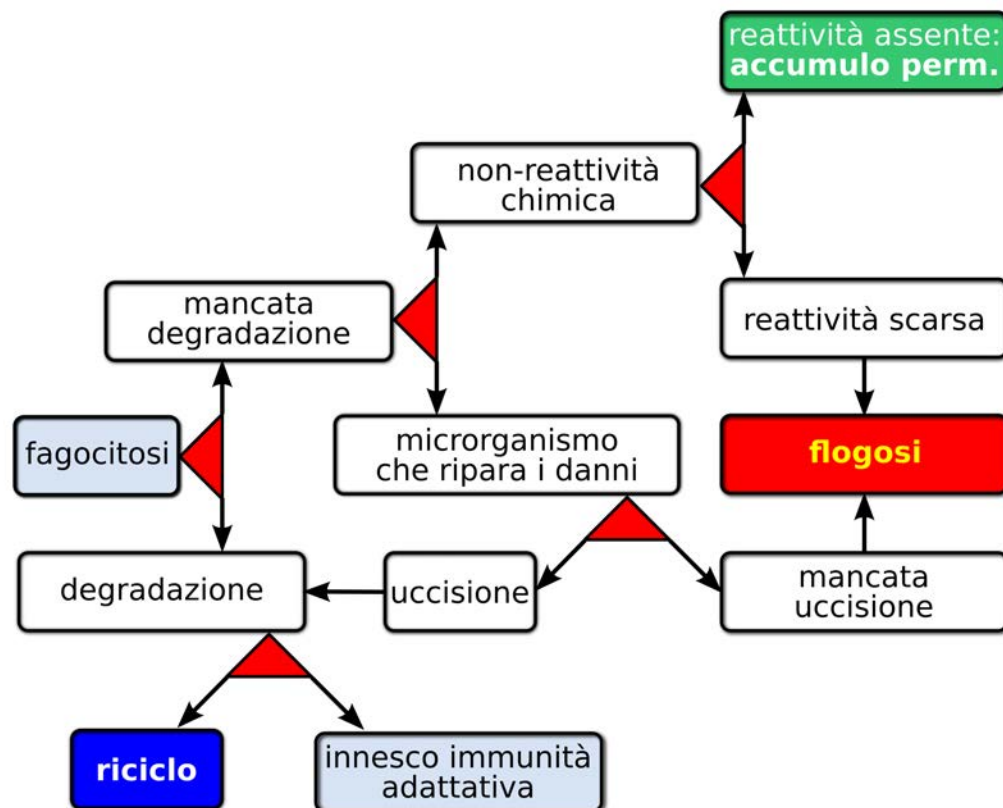 reattività assente:
accumulo perm.
non-reattività
chimica
mancata
degradazione
reattività scarsa
fagocitosi
microrganismo
che ripara i danni
flogosi
degradazione
uccisione
mancata
uccisione
riciclo
innesco immunità
adattativa